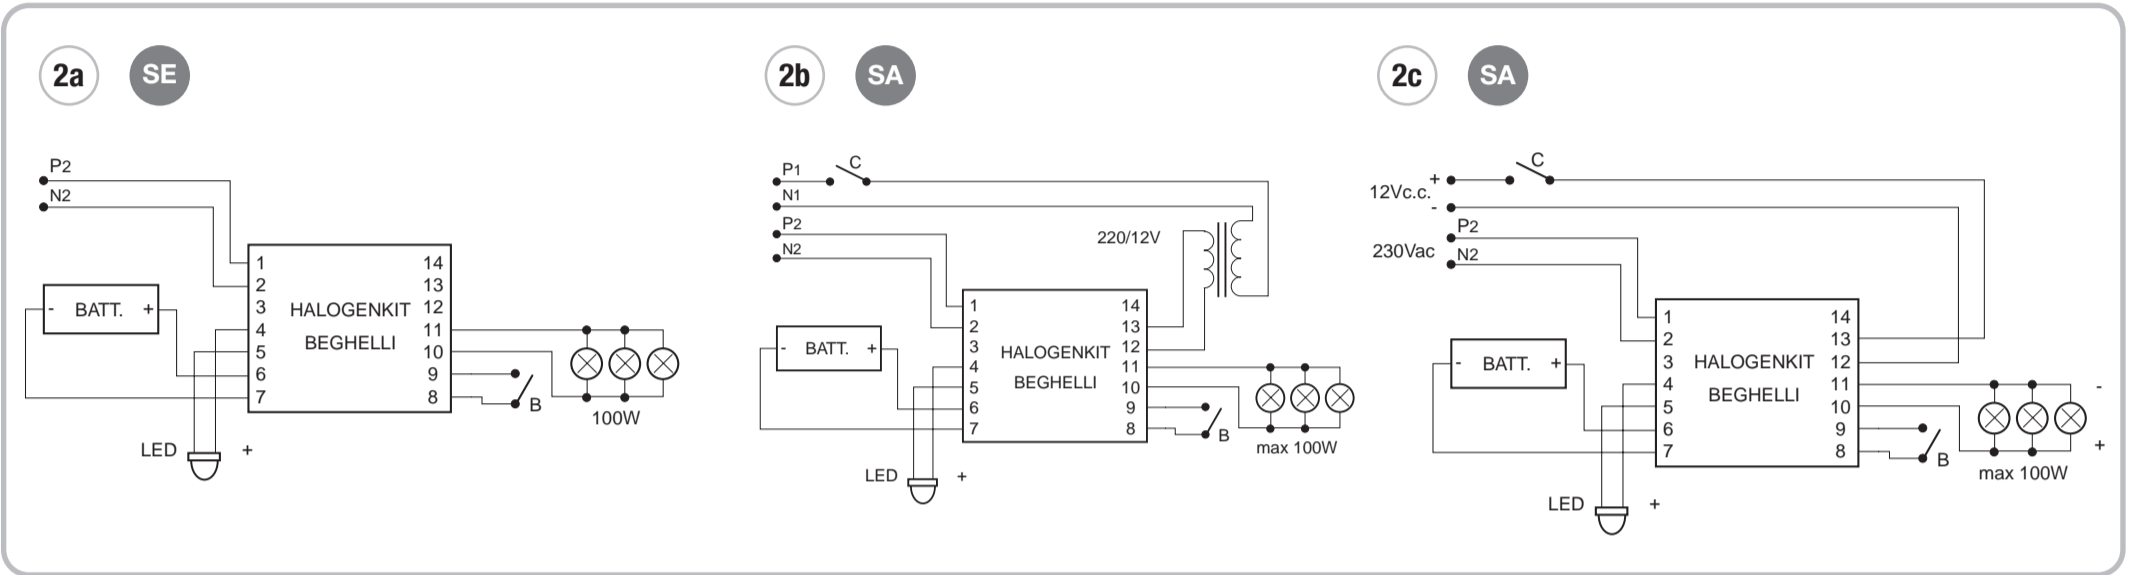 2a SE
P2
N2
1 14
2 13
3 12
4 11
5 10
6 9
7 8
HALOGENKIT
BEGHELLI
- BATT. +
B
100W
LED +
2b SA
P1 C
N1
P2
N2
220/12V
1 14
2 13
3 12
4 11
5 10
6 9
7 8
HALOGENKIT
BEGHELLI
- BATT. +
B
max 100W
LED +
2c SA
C
+
12Vc.c.
-
P2
230Vac
N2
1 14
2 13
3 12
4 11
5 10
6 9
7 8
HALOGENKIT
BEGHELLI
- BATT. +
-
+
B
max 100W
LED +